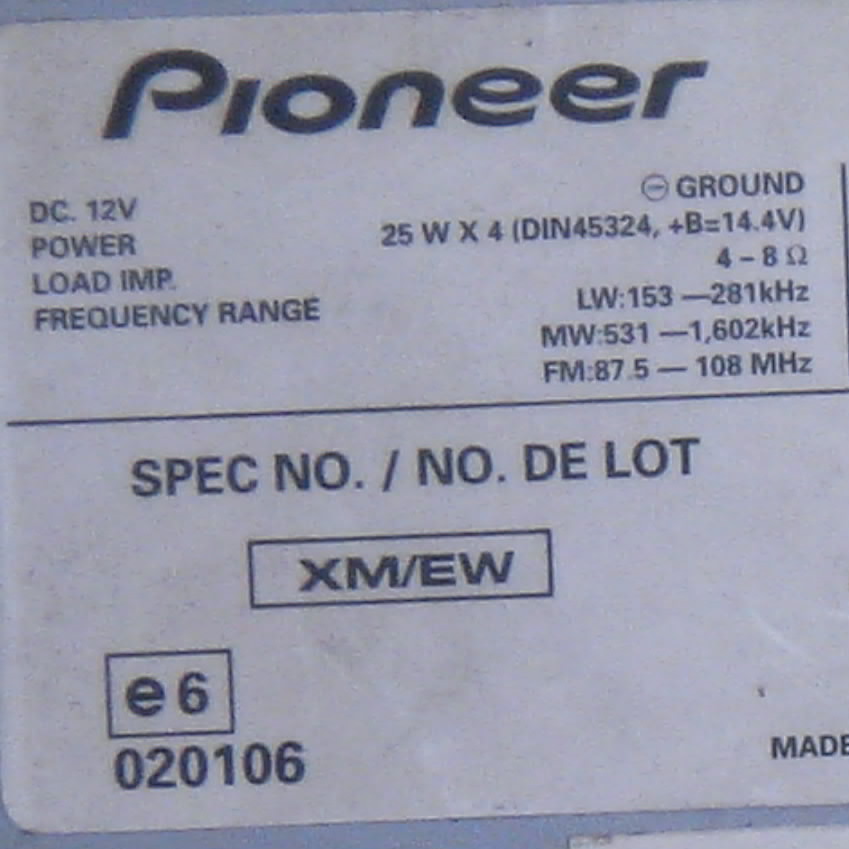 Pioneer
DC. 12V ⊖ GROUND
POWER 25 W X 4 (DIN45324, +B=14.4V)
LOAD IMP. 4 – 8 Ω
FREQUENCY RANGE LW:153 —281kHz
MW:531 —1,602kHz
FM:87.5 — 108 MHz
SPEC NO. / NO. DE LOT
XM/EW
e6
020106
MADE